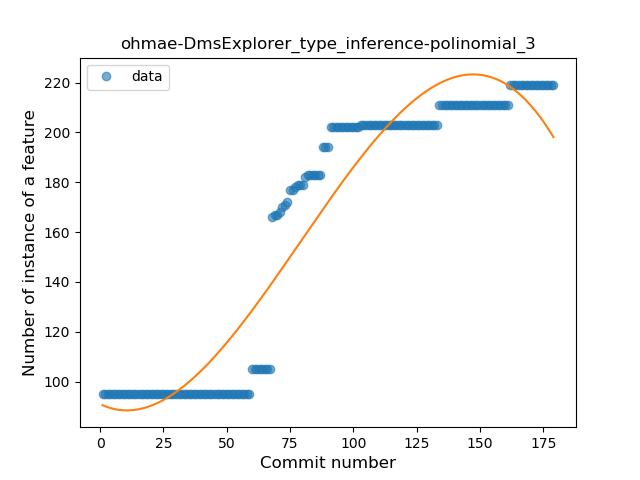 ohmae-DmsExplorer_type_inference-polinomial_3
data
Number of instance of a feature
220
200
180
160
140
120
100
0 25 50 75 100 125 150 175
Commit number